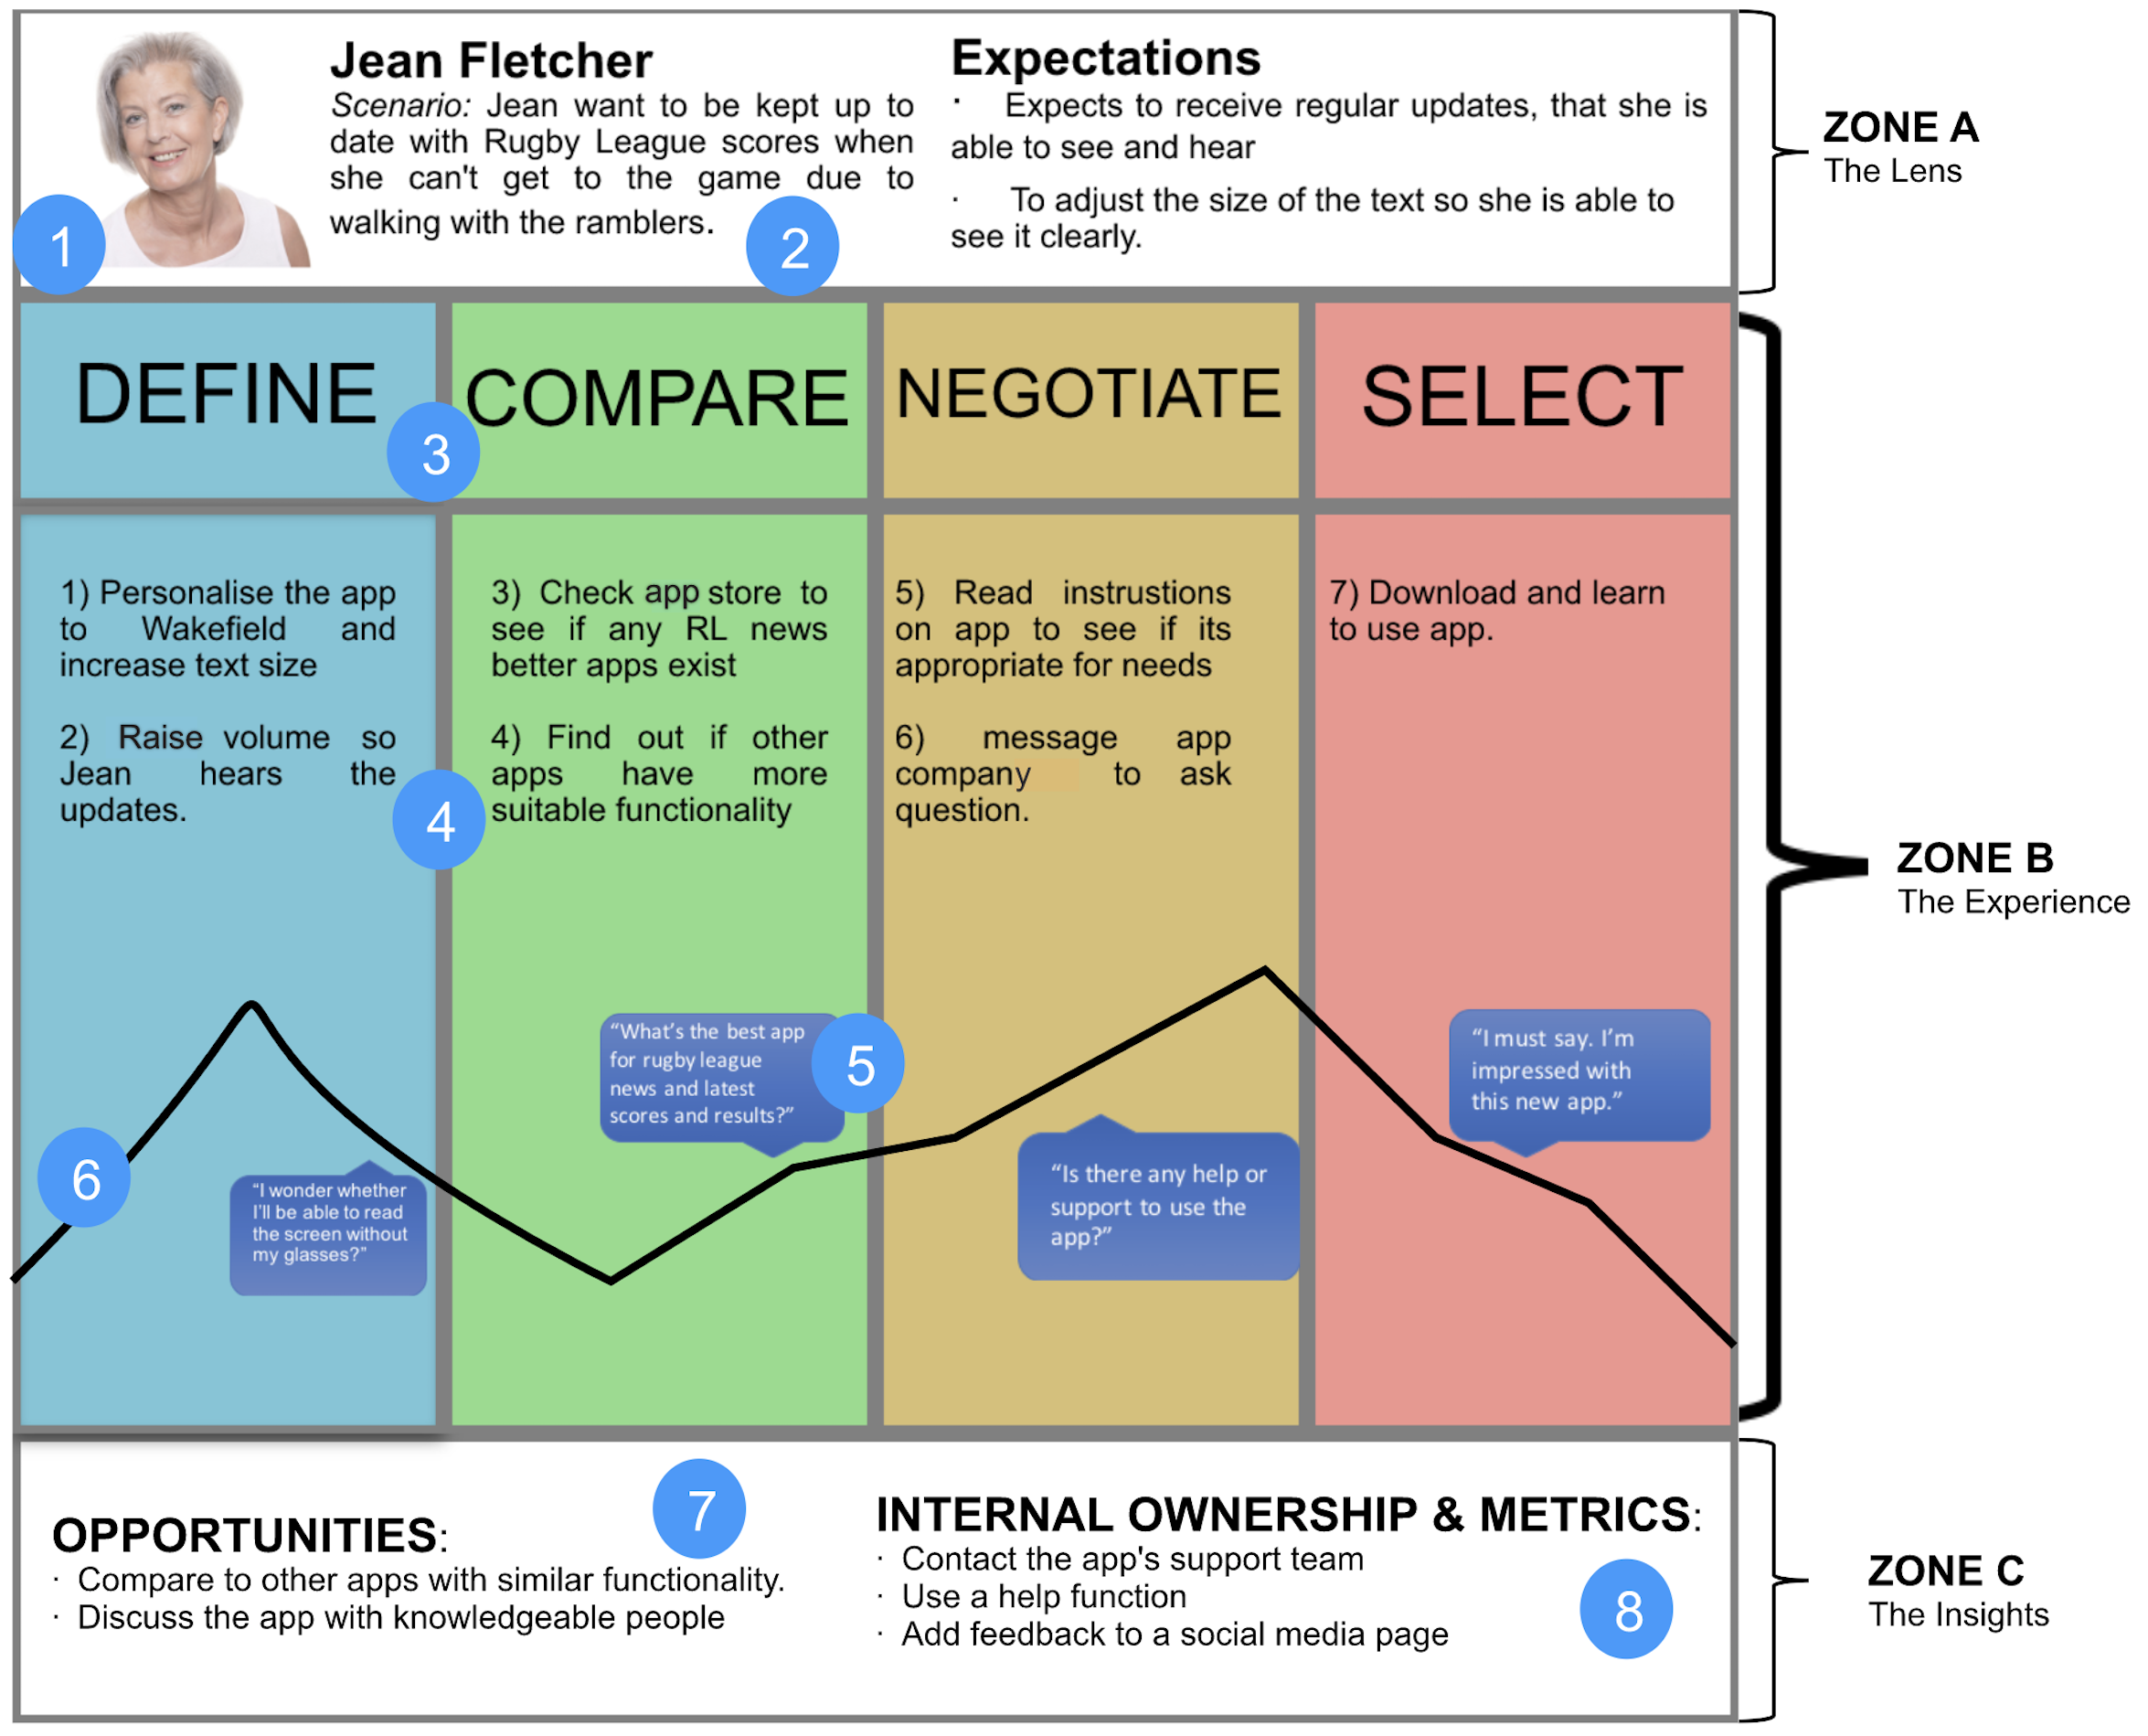 Jean Fletcher
Scenario: Jean want to be kept up to
date with Rugby League scores when
she can't get to the game due to
walking with the ramblers.
Expectations
· Expects to receive regular updates, that she is
able to see and hear
· To adjust the size of the text so she is able to
see it clearly.
1
2
ZONE A
The Lens
DEFINE
COMPARE
NEGOTIATE
SELECT
3
1) Personalise the app
to Wakefield and
increase text size
2) Raise volume so
Jean hears the
updates.
3) Check app store to
see if any RL news
better apps exist
4) Find out if other
apps have more
suitable functionality
5) Read instrustions
on app to see if its
appropriate for needs
6) message app
company to ask
question.
7) Download and learn
to use app.
4
ZONE B
The Experience
“I wonder whether
I'll be able to read
the screen without
my glasses?”
“What's the best app
for rugby league
news and latest
scores and results?”
“Is there any help or
support to use the
app?”
“I must say. I'm
impressed with
this new app.”
5
6
OPPORTUNITIES:
· Compare to other apps with similar functionality.
· Discuss the app with knowledgeable people
7
INTERNAL OWNERSHIP & METRICS:
· Contact the app's support team
· Use a help function
· Add feedback to a social media page
8
ZONE C
The Insights